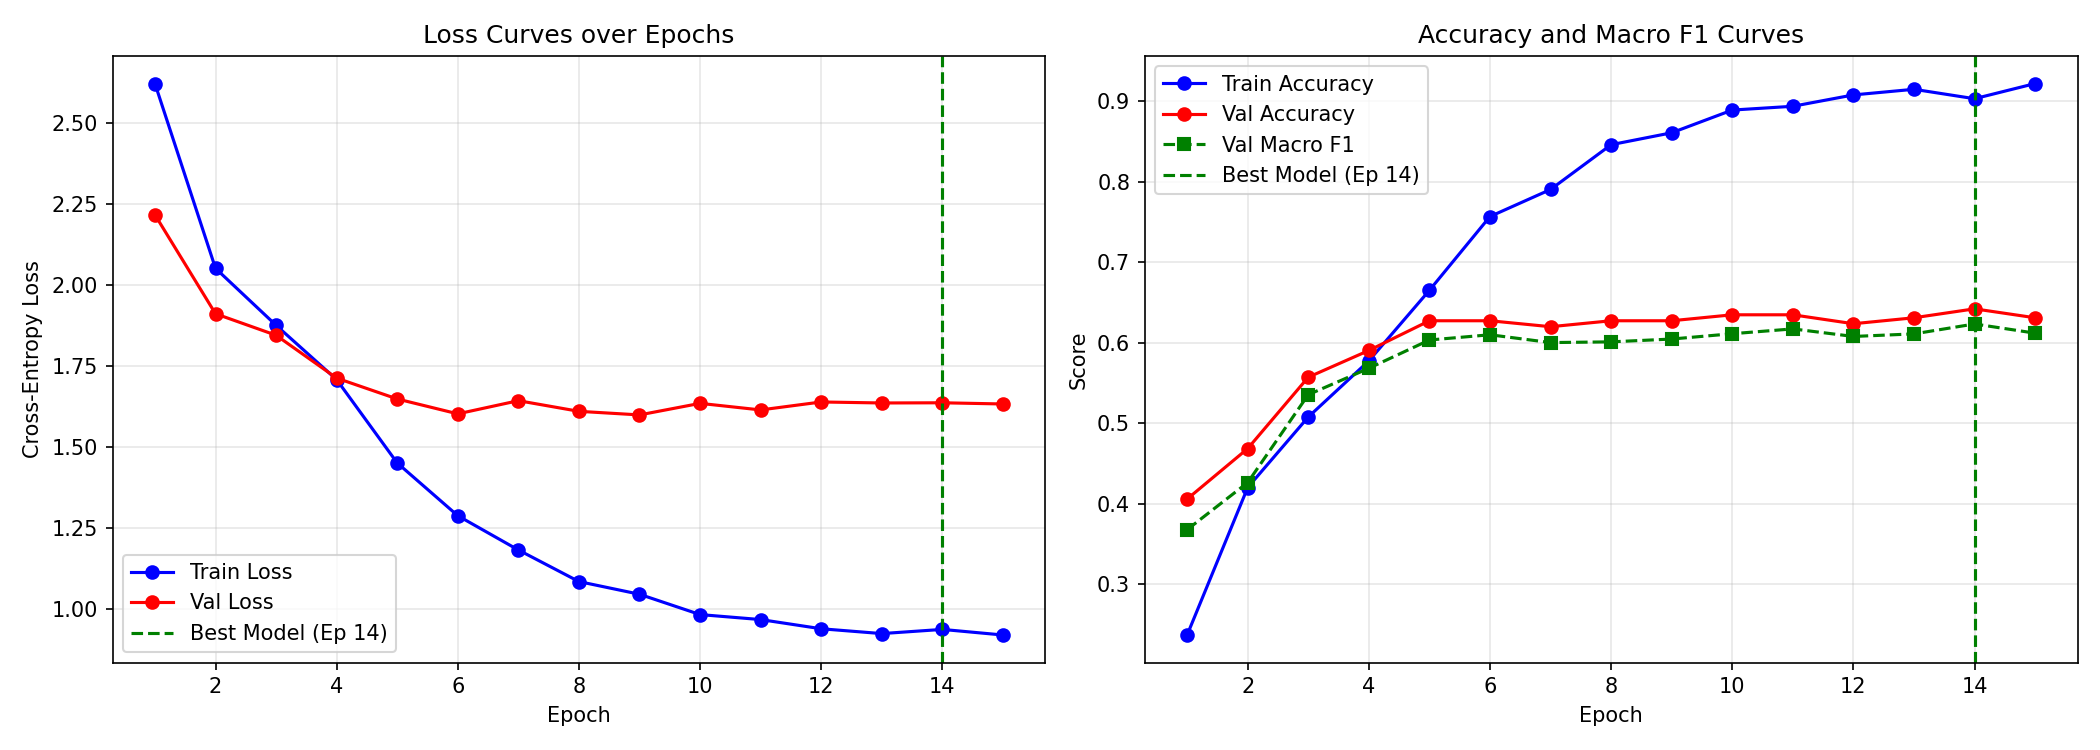 Loss Curves over Epochs
Cross-Entropy Loss
2.50
2.25
2.00
1.75
1.50
1.25
1.00
Train Loss
Val Loss
Best Model (Ep 14)
2 4 6 8 10 12 14
Epoch
Accuracy and Macro F1 Curves
Score
0.9
0.8
0.7
0.6
0.5
0.4
0.3
Train Accuracy
Val Accuracy
Val Macro F1
Best Model (Ep 14)
2 4 6 8 10 12 14
Epoch